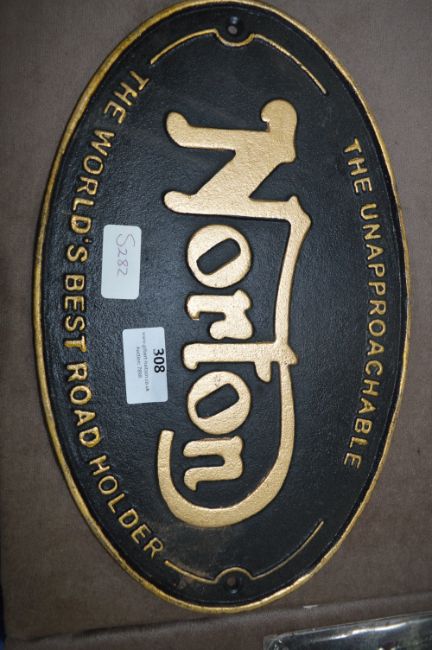 THE UNAPPROACHABLE
Norton
THE WORLD'S BEST ROAD HOLDER
S282
308